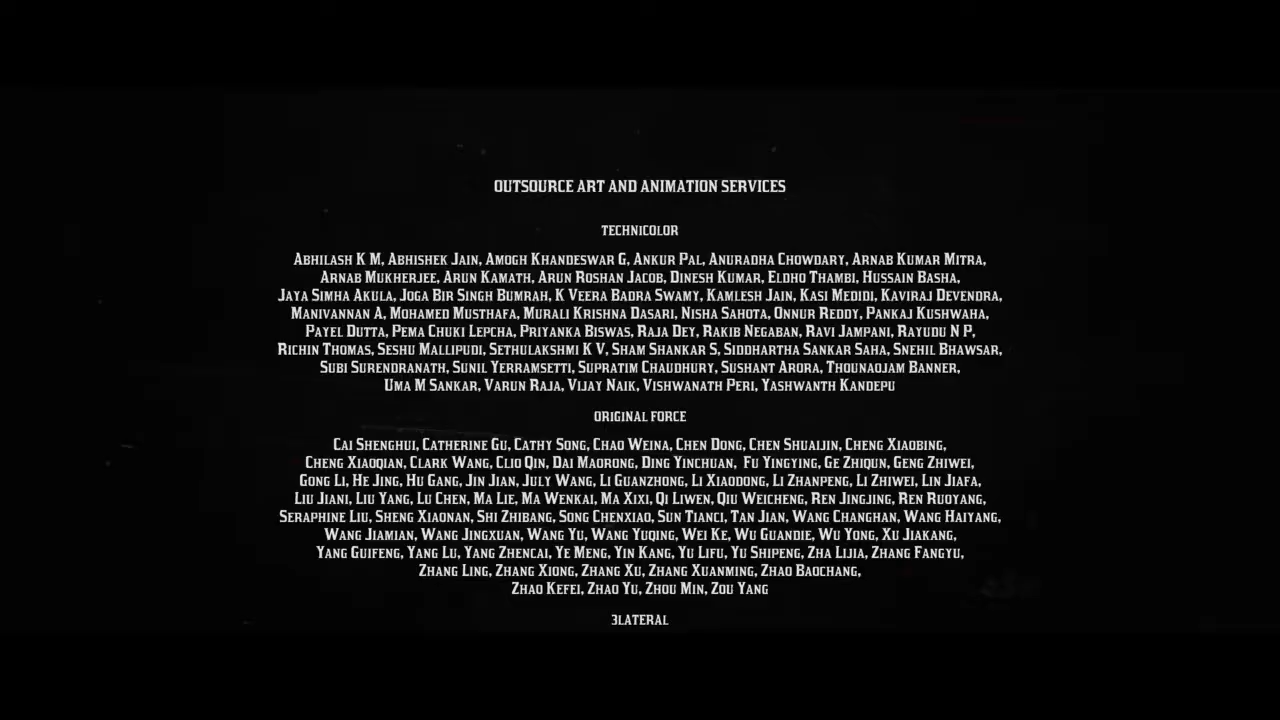 OUTSOURCE ART AND ANIMATION SERVICES
TECHNICOLOR
ABHILASH K M, ABHISHEK JAIN, AMOGH KHANDESWAR G, ANKUR PAL, ANURADHA CHOWDARY, ARNAB KUMAR MITRA,
ARNAB MUKHERJEE, ARUN KAMATH, ARUN ROSHAN JACOB, DINESH KUMAR, ELDHO THAMBI, HUSSAIN BASHA,
JAYA SIMHA AKULA, JOGA BIR SINGH BUMRAH, K VEERA BADRA SWAMY, KAMLESH JAIN, KASI MEDIDI, KAVIRAJ DEVENDRA,
MANIVANNAN A, MOHAMED MUSTHAFA, MURALI KRISHNA DASARI, NISHA SAHOTA, ONNUR REDDY, PANKAJ KUSHWAHA,
PAYEL DUTTA, PEMA CHUKI LEPCHA, PRIYANKA BISWAS, RAJA DEY, RAKIB NEGABAN, RAVI JAMPANI, RAYUDU N P,
RICHIN THOMAS, SESHU MALLIPUDI, SETHULAKSHMI K V, SHAM SHANKAR S, SIDDHARTHA SANKAR SAHA, SNEHIL BHAWSAR,
SUBI SURENDRANATH, SUNIL YERRAMSETTI, SUPRATIM CHAUDHURY, SUSHANT ARORA, THOUNAOJAM BANNER,
UMA M SANKAR, VARUN RAJA, VIJAY NAIK, VISHWANATH PERI, YASHWANTH KANDEPU
ORIGINAL FORCE
CAI SHENGHUI, CATHERINE GU, CATHY SONG, CHAO WEINA, CHEN DONG, CHEN SHUAIJIN, CHENG XIAOBING,
CHENG XIAOQIAN, CLARK WANG, CLIO QIN, DAI MAORONG, DING YINCHUAN, FU YINGYING, GE ZHIQUN, GENG ZHIWEI,
GONG LI, HE JING, HU GANG, JIN JIAN, JULY WANG, LI GUANZHONG, LI XIAODONG, LI ZHANPENG, LI ZHIWEI, LIN JIAFA,
LIU JIANI, LIU YANG, LU CHEN, MA LIE, MA WENKAI, MA XIXI, QI LIWEN, QIU WEICHENG, REN JINGJING, REN RUOYANG,
SERAPHINE LIU, SHENG XIAONAN, SHI ZHIBANG, SONG CHENXIAO, SUN TIANCI, TAN JIAN, WANG CHANGHAN, WANG HAIYANG,
WANG JIAMIAN, WANG JINGXUAN, WANG YU, WANG YUQING, WEI KE, WU GUANDIE, WU YONG, XU JIAKANG,
YANG GUIFENG, YANG LU, YANG ZHENCAI, YE MENG, YIN KANG, YU LIFU, YU SHIPENG, ZHA LIJIA, ZHANG FANGYU,
ZHANG LING, ZHANG XIONG, ZHANG XU, ZHANG XUANMING, ZHAO BAOCHANG,
ZHAO KEFEI, ZHAO YU, ZHOU MIN, ZOU YANG
3LATERAL